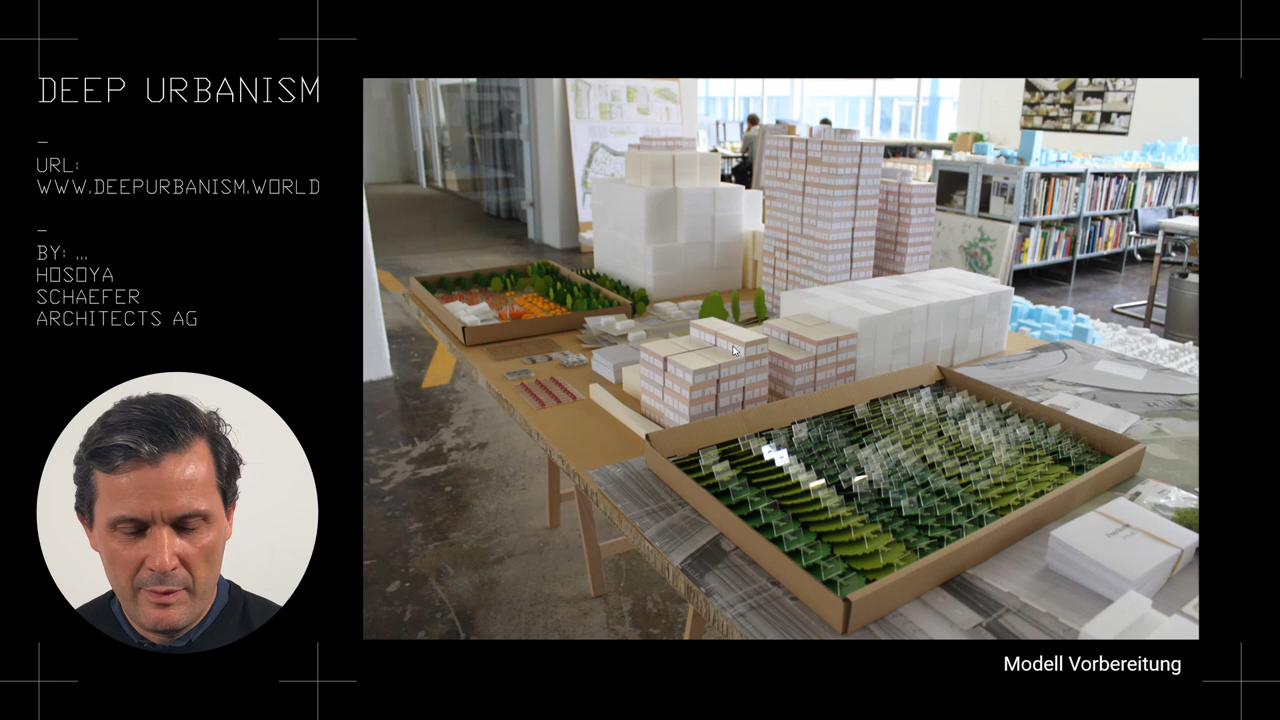 DEEP URBANISM
–
URL:
WWW.DEEPURBANISM.WORLD
–
BY: ...
HOSOYA
SCHAEFER
ARCHITECTS AG
Modell Vorbereitung